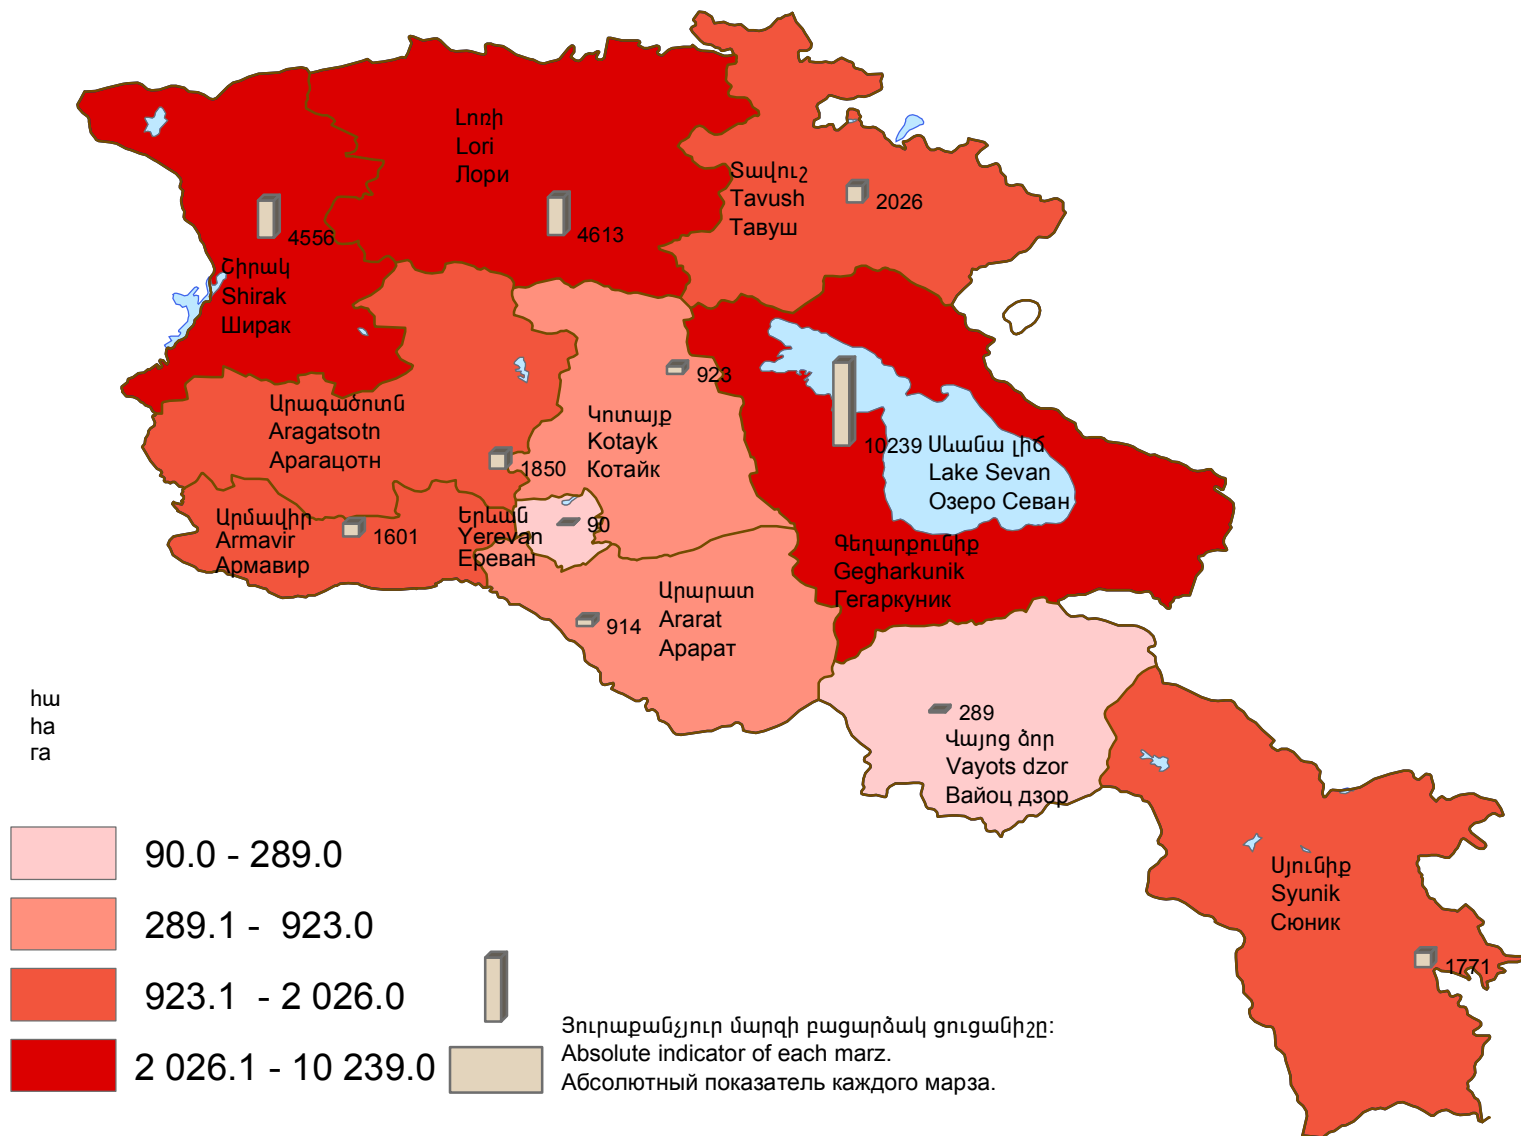 Լոռի
Lori
Лори
4613
Տավուշ
Tavush
Тавуш
2026
4556
Շիրակ
Shirak
Ширак
923
Արագածոտն
Aragatsotn
Арагацотн
1850
Կոտայք
Kotayk
Котайк
10239
Սևանա լիճ
Lake Sevan
Озеро Севан
Արմավիր
Armavir
Армавир
1601
Երևան
Yerevan
Ереван
90
Գեղարքունիք
Gegharkunik
Гегаркуник
Արարատ
Ararat
Арарат
914
289
Վայոց ձոր
Vayots dzor
Вайоц дзор
Սյունիք
Syunik
Сюник
1771
հա
ha
га
90.0 - 289.0
289.1 - 923.0
923.1 - 2 026.0
2 026.1 - 10 239.0
Յուրաքանչյուր մարզի բացարձակ ցուցանիշը:
Absolute indicator of each marz.
Абсолютный показатель каждого марза.